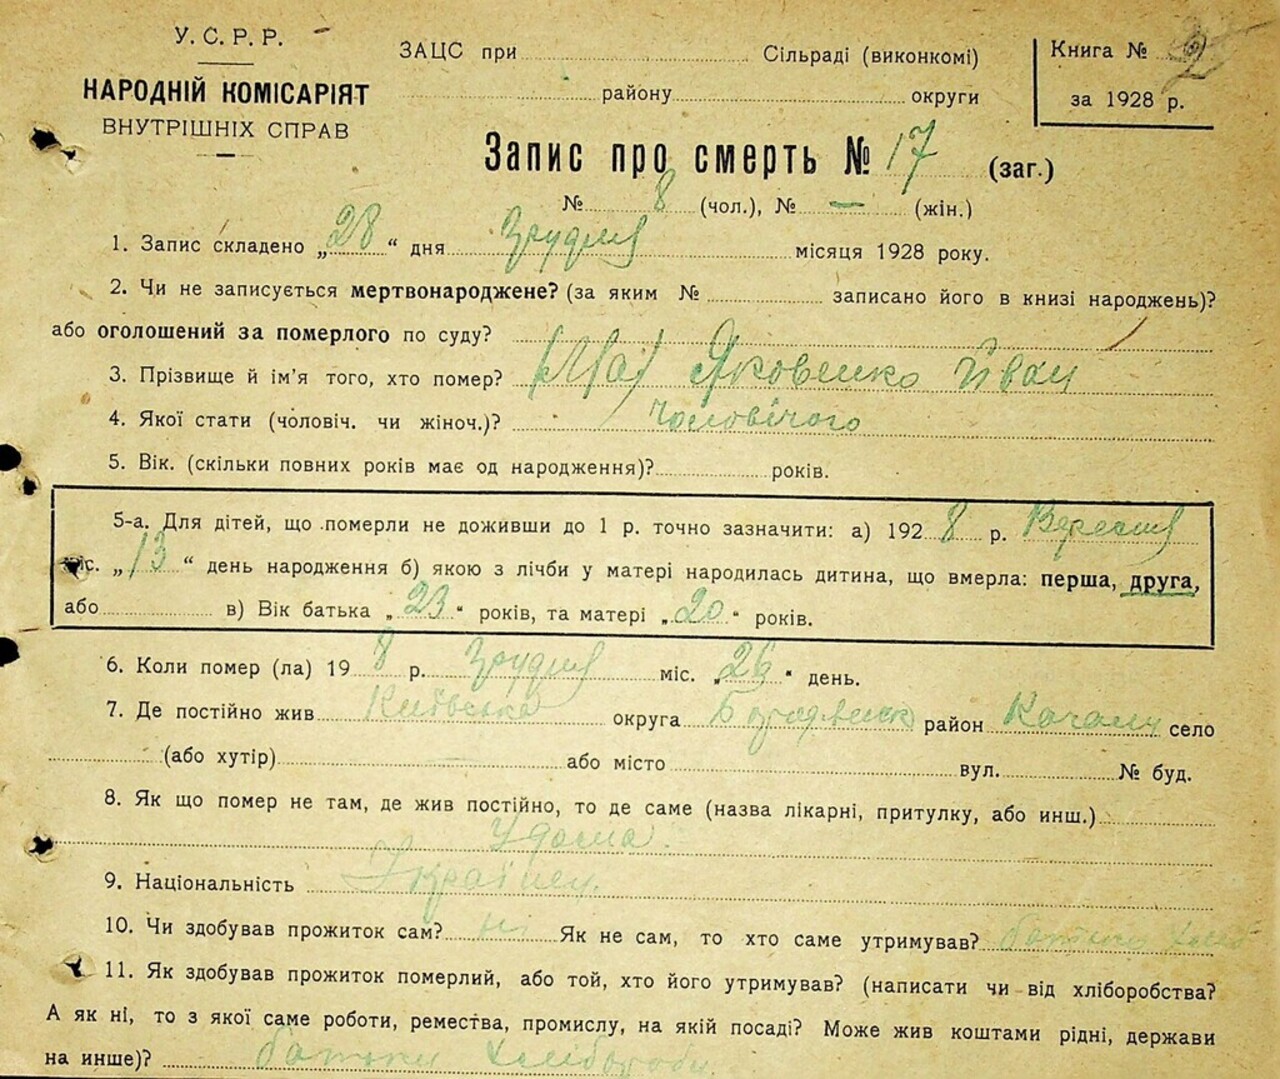 У. С. Р. Р.
НАРОДНІЙ КОМІСАРІЯТ
ВНУТРІШНІХ СПРАВ
ЗАЦС при Сільраді (виконкомі)
району округи
Книга № 2
за 1928 р.
Запис про смерть № 17 (заг.)
№ 8 (чол.), № — (жін.)
1. Запис складено „28“ дня Грудня місяця 1928 року.
2. Чи не записується мертвонароджене? (за яким № записано його в книзі народжень)?
або оголошений за померлого по суду?
3. Прізвище й ім'я того, хто помер? Яковенко Йван
4. Якої стати (чоловіч. чи жіноч.)? чоловічого
5. Вік. (скільки повних років має од народження)? років.
5-а. Для дітей, що померли не доживши до 1 р. точно зазначити: а) 1928 р. Вересня
міс. „13“ день народження б) якою з лічби у матері народилась дитина, що вмерла: перша, друга,
або в) Вік батька „23“ років, та матері „20“ років.
6. Коли помер (ла) 198 р. Грудня міс. „26“ день.
7. Де постійно жив Київська округа район село
(або хутір) або місто вул. № буд.
8. Як що помер не там, де жив постійно, то де саме (назва лікарні, притулку, або инш.)
Удома.
9. Національність Українец.
10. Чи здобував прожиток сам? ні Як не сам, то хто саме утримував? батько
11. Як здобував прожиток померлий, або той, хто його утримував? (написати чи від хліборобства?
А як ні, то з якої саме роботи, ремества, промислу, на якій посаді? Може жив коштами рідні, держави
на инше)?